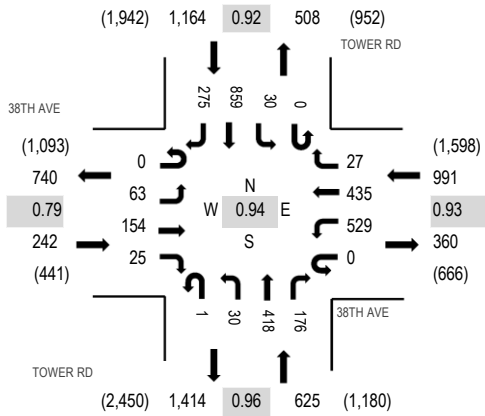 (1,942) 1,164 0.92 508 (952)
TOWER RD
275 859 30 0
38TH AVE
(1,093) 0 27 (1,598)
740 63 N 435 991
0.79 W 0.94 E 0.93
242 154 S 529 360
(441) 25 0 (666)
1 30 418 176
38TH AVE
TOWER RD
(2,450) 1,414 0.96 625 (1,180)